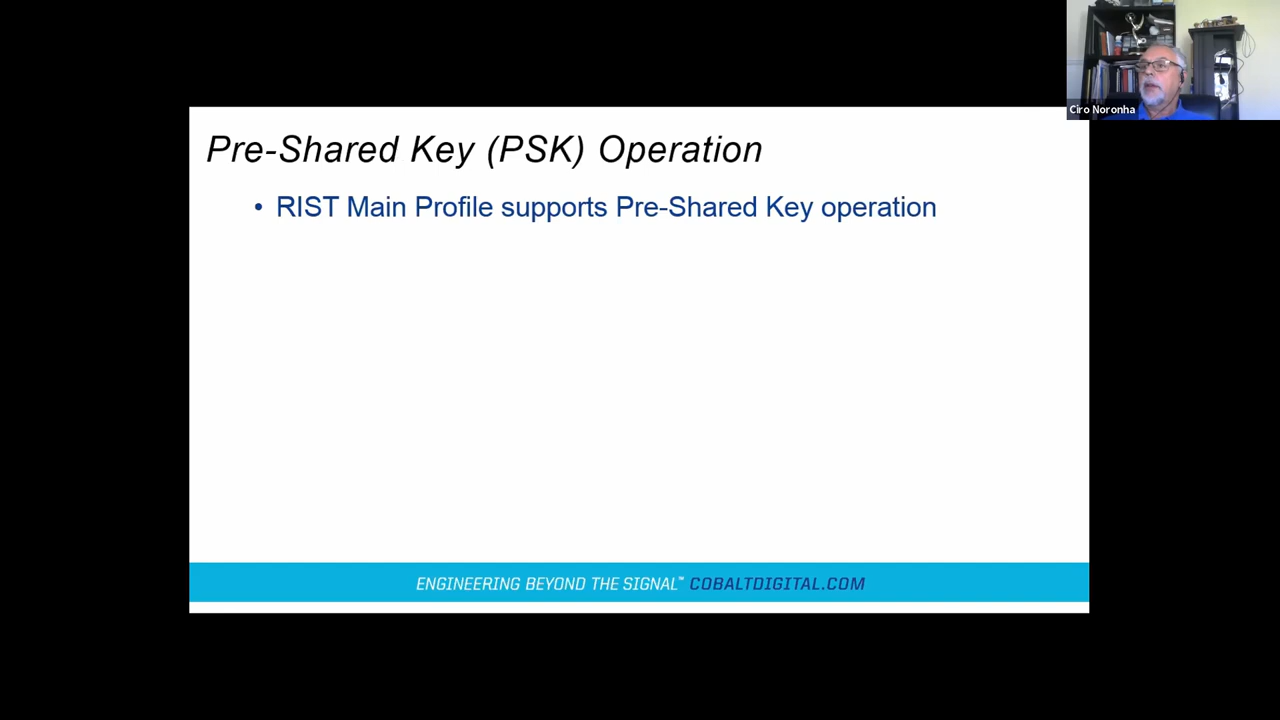 Ciro Noronha
Pre-Shared Key (PSK) Operation
• RIST Main Profile supports Pre-Shared Key operation
ENGINEERING BEYOND THE SIGNAL™ COBALTDIGITAL.COM